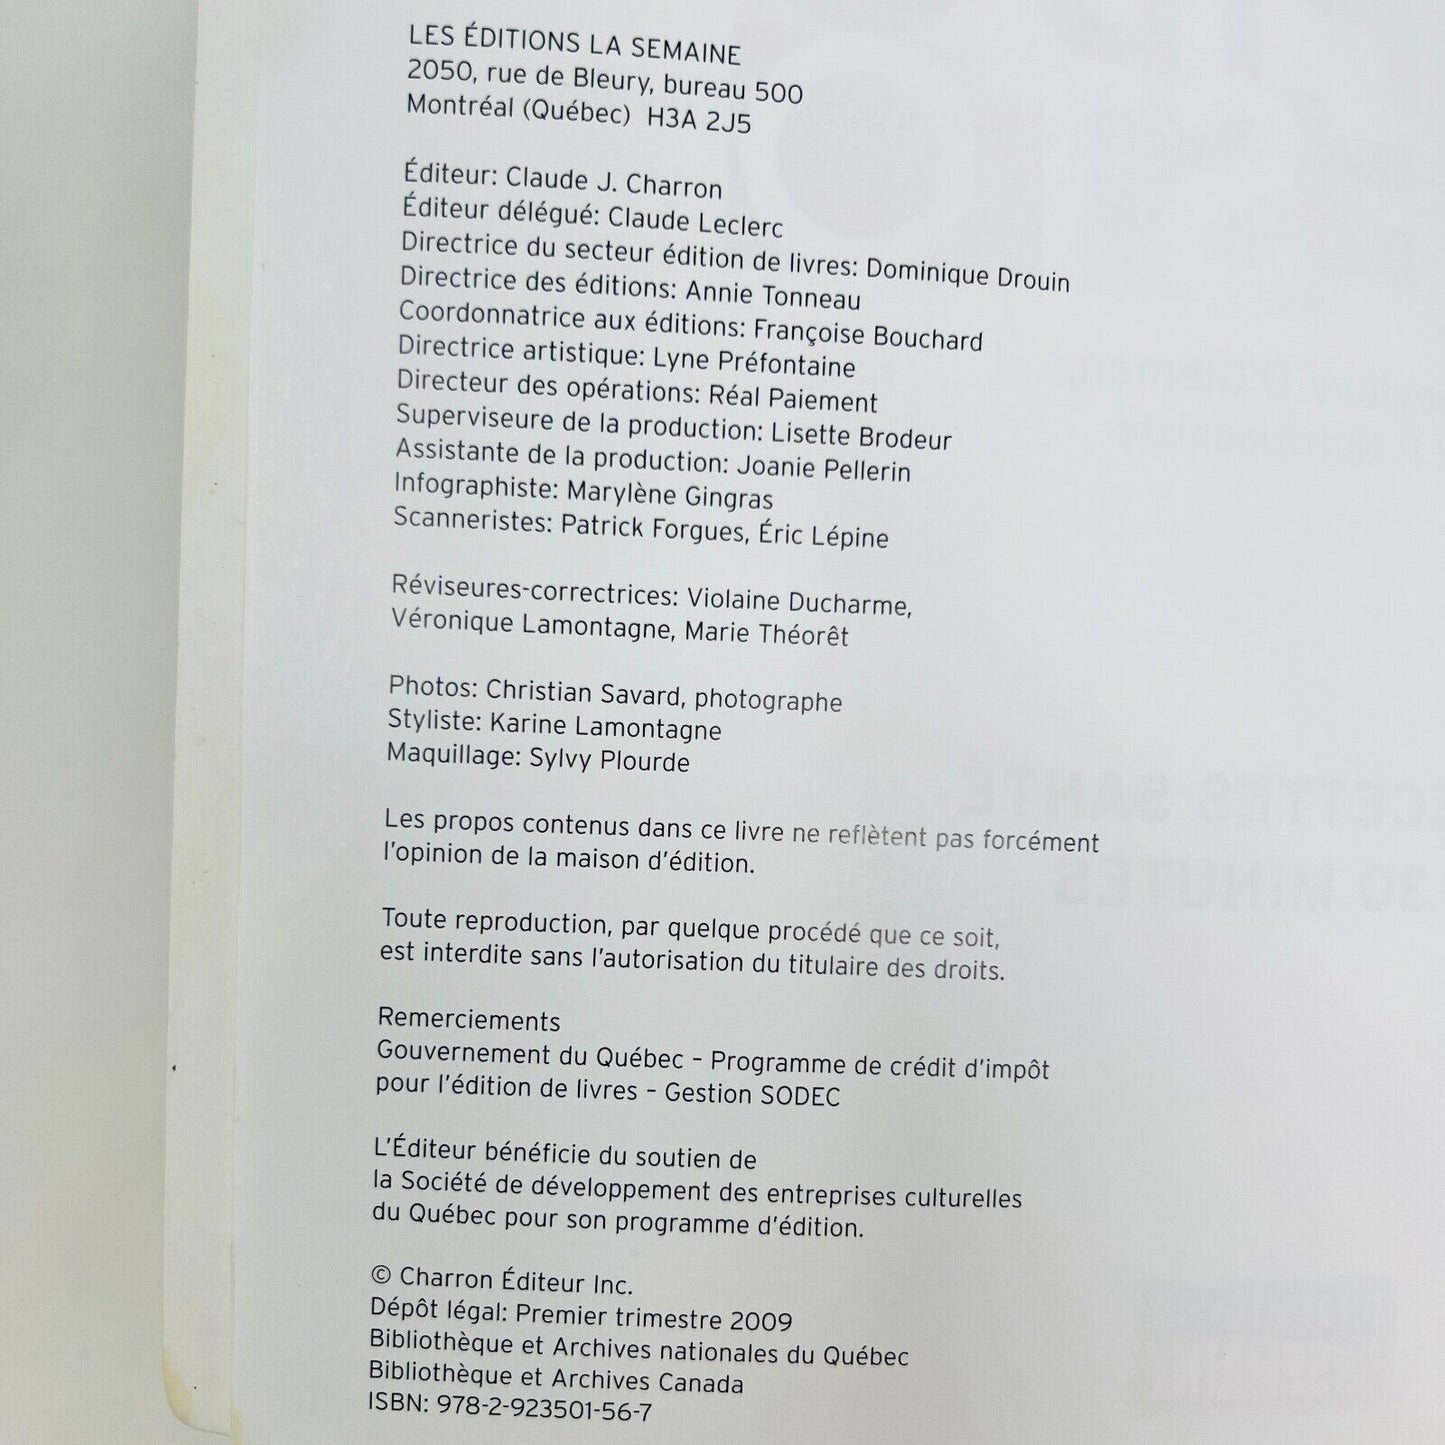 LES ÉDITIONS LA SEMAINE
2050, rue de Bleury, bureau 500
Montréal (Québec) H3A 2J5
Éditeur: Claude J. Charron
Éditeur délégué: Claude Leclerc
Directrice du secteur édition de livres: Dominique Drouin
Directrice des éditions: Annie Tonneau
Coordonnatrice aux éditions: Françoise Bouchard
Directrice artistique: Lyne Préfontaine
Directeur des opérations: Réal Paiement
Superviseure de la production: Lisette Brodeur
Assistante de la production: Joanie Pellerin
Infographiste: Marylène Gingras
Scanneristes: Patrick Forgues, Éric Lépine
Réviseures-correctrices: Violaine Ducharme,
Véronique Lamontagne, Marie Théorêt
Photos: Christian Savard, photographe
Styliste: Karine Lamontagne
Maquillage: Sylvy Plourde
Les propos contenus dans ce livre ne reflètent pas forcément
l'opinion de la maison d'édition.
Toute reproduction, par quelque procédé que ce soit,
est interdite sans l'autorisation du titulaire des droits.
Remerciements
Gouvernement du Québec – Programme de crédit d'impôt
pour l'édition de livres – Gestion SODEC
L'Éditeur bénéficie du soutien de
la Société de développement des entreprises culturelles
du Québec pour son programme d'édition.
© Charron Éditeur Inc.
Dépôt légal: Premier trimestre 2009
Bibliothèque et Archives nationales du Québec
Bibliothèque et Archives Canada
ISBN: 978-2-923501-56-7